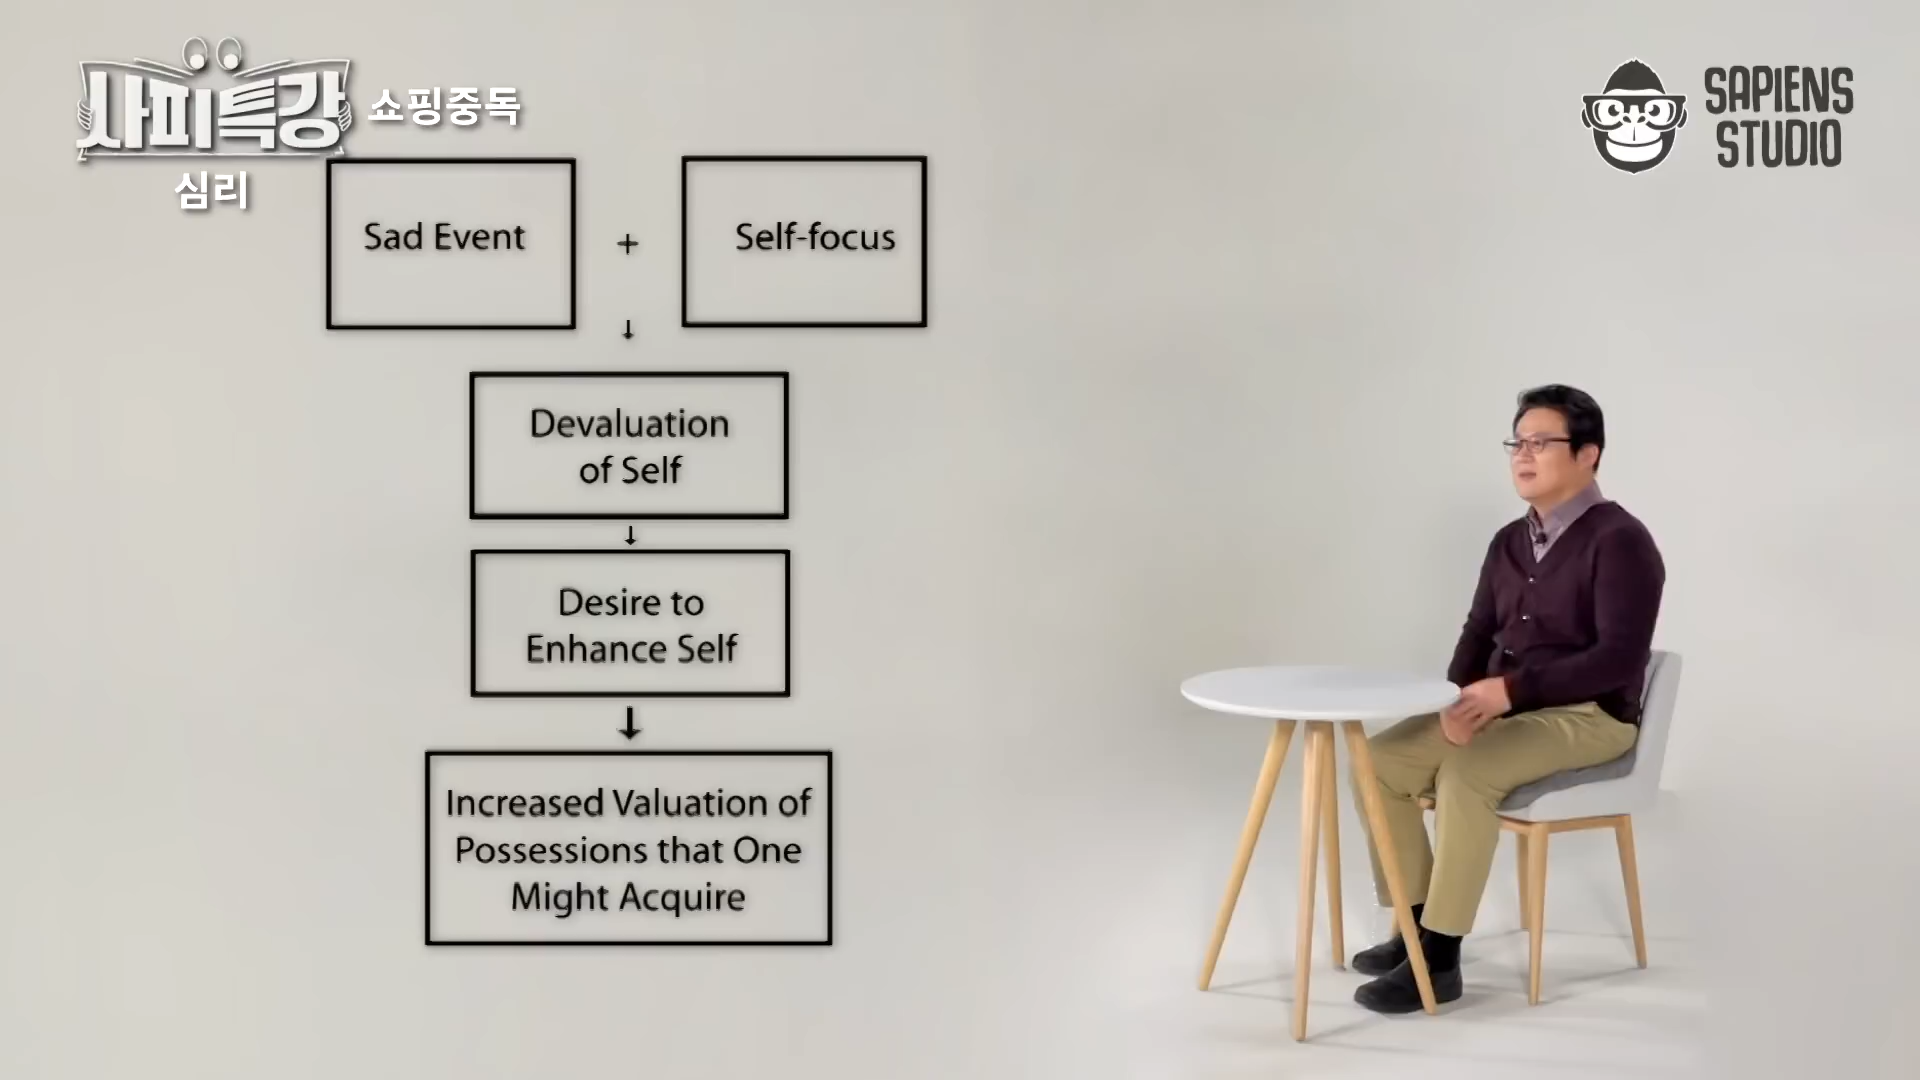 사피특강 쇼핑중독
심리
SAPIENS
STUDIO
Sad Event
+
Self-focus
↓
Devaluation
of Self
↓
Desire to
Enhance Self
↓
Increased Valuation of
Possessions that One
Might Acquire